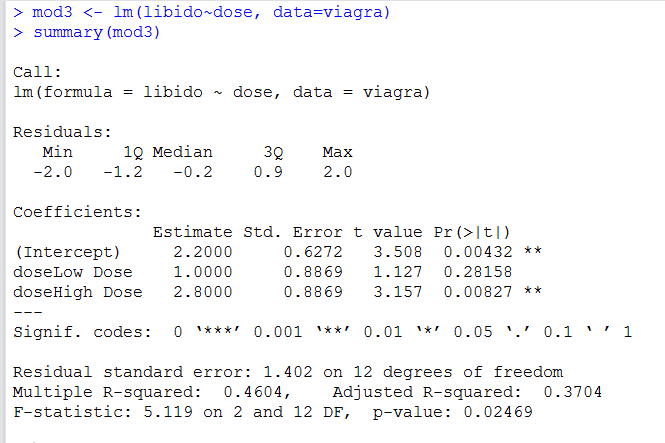 > mod3 <- lm(libido~dose, data=viagra)
> summary(mod3)
Call:
lm(formula = libido ~ dose, data = viagra)
Residuals:
   Min     1Q Median     3Q    Max
  -2.0   -1.2   -0.2    0.9    2.0
Coefficients:
              Estimate Std. Error t value Pr(>|t|)
(Intercept)     2.2000     0.6272   3.508  0.00432 **
doseLow Dose    1.0000     0.8869   1.127  0.28158
doseHigh Dose   2.8000     0.8869   3.157  0.00827 **
---
Signif. codes:  0 ‘***’ 0.001 ‘**’ 0.01 ‘*’ 0.05 ‘.’ 0.1 ‘ ’ 1
Residual standard error: 1.402 on 12 degrees of freedom
Multiple R-squared:  0.4604,    Adjusted R-squared:  0.3704
F-statistic: 5.119 on 2 and 12 DF,  p-value: 0.02469